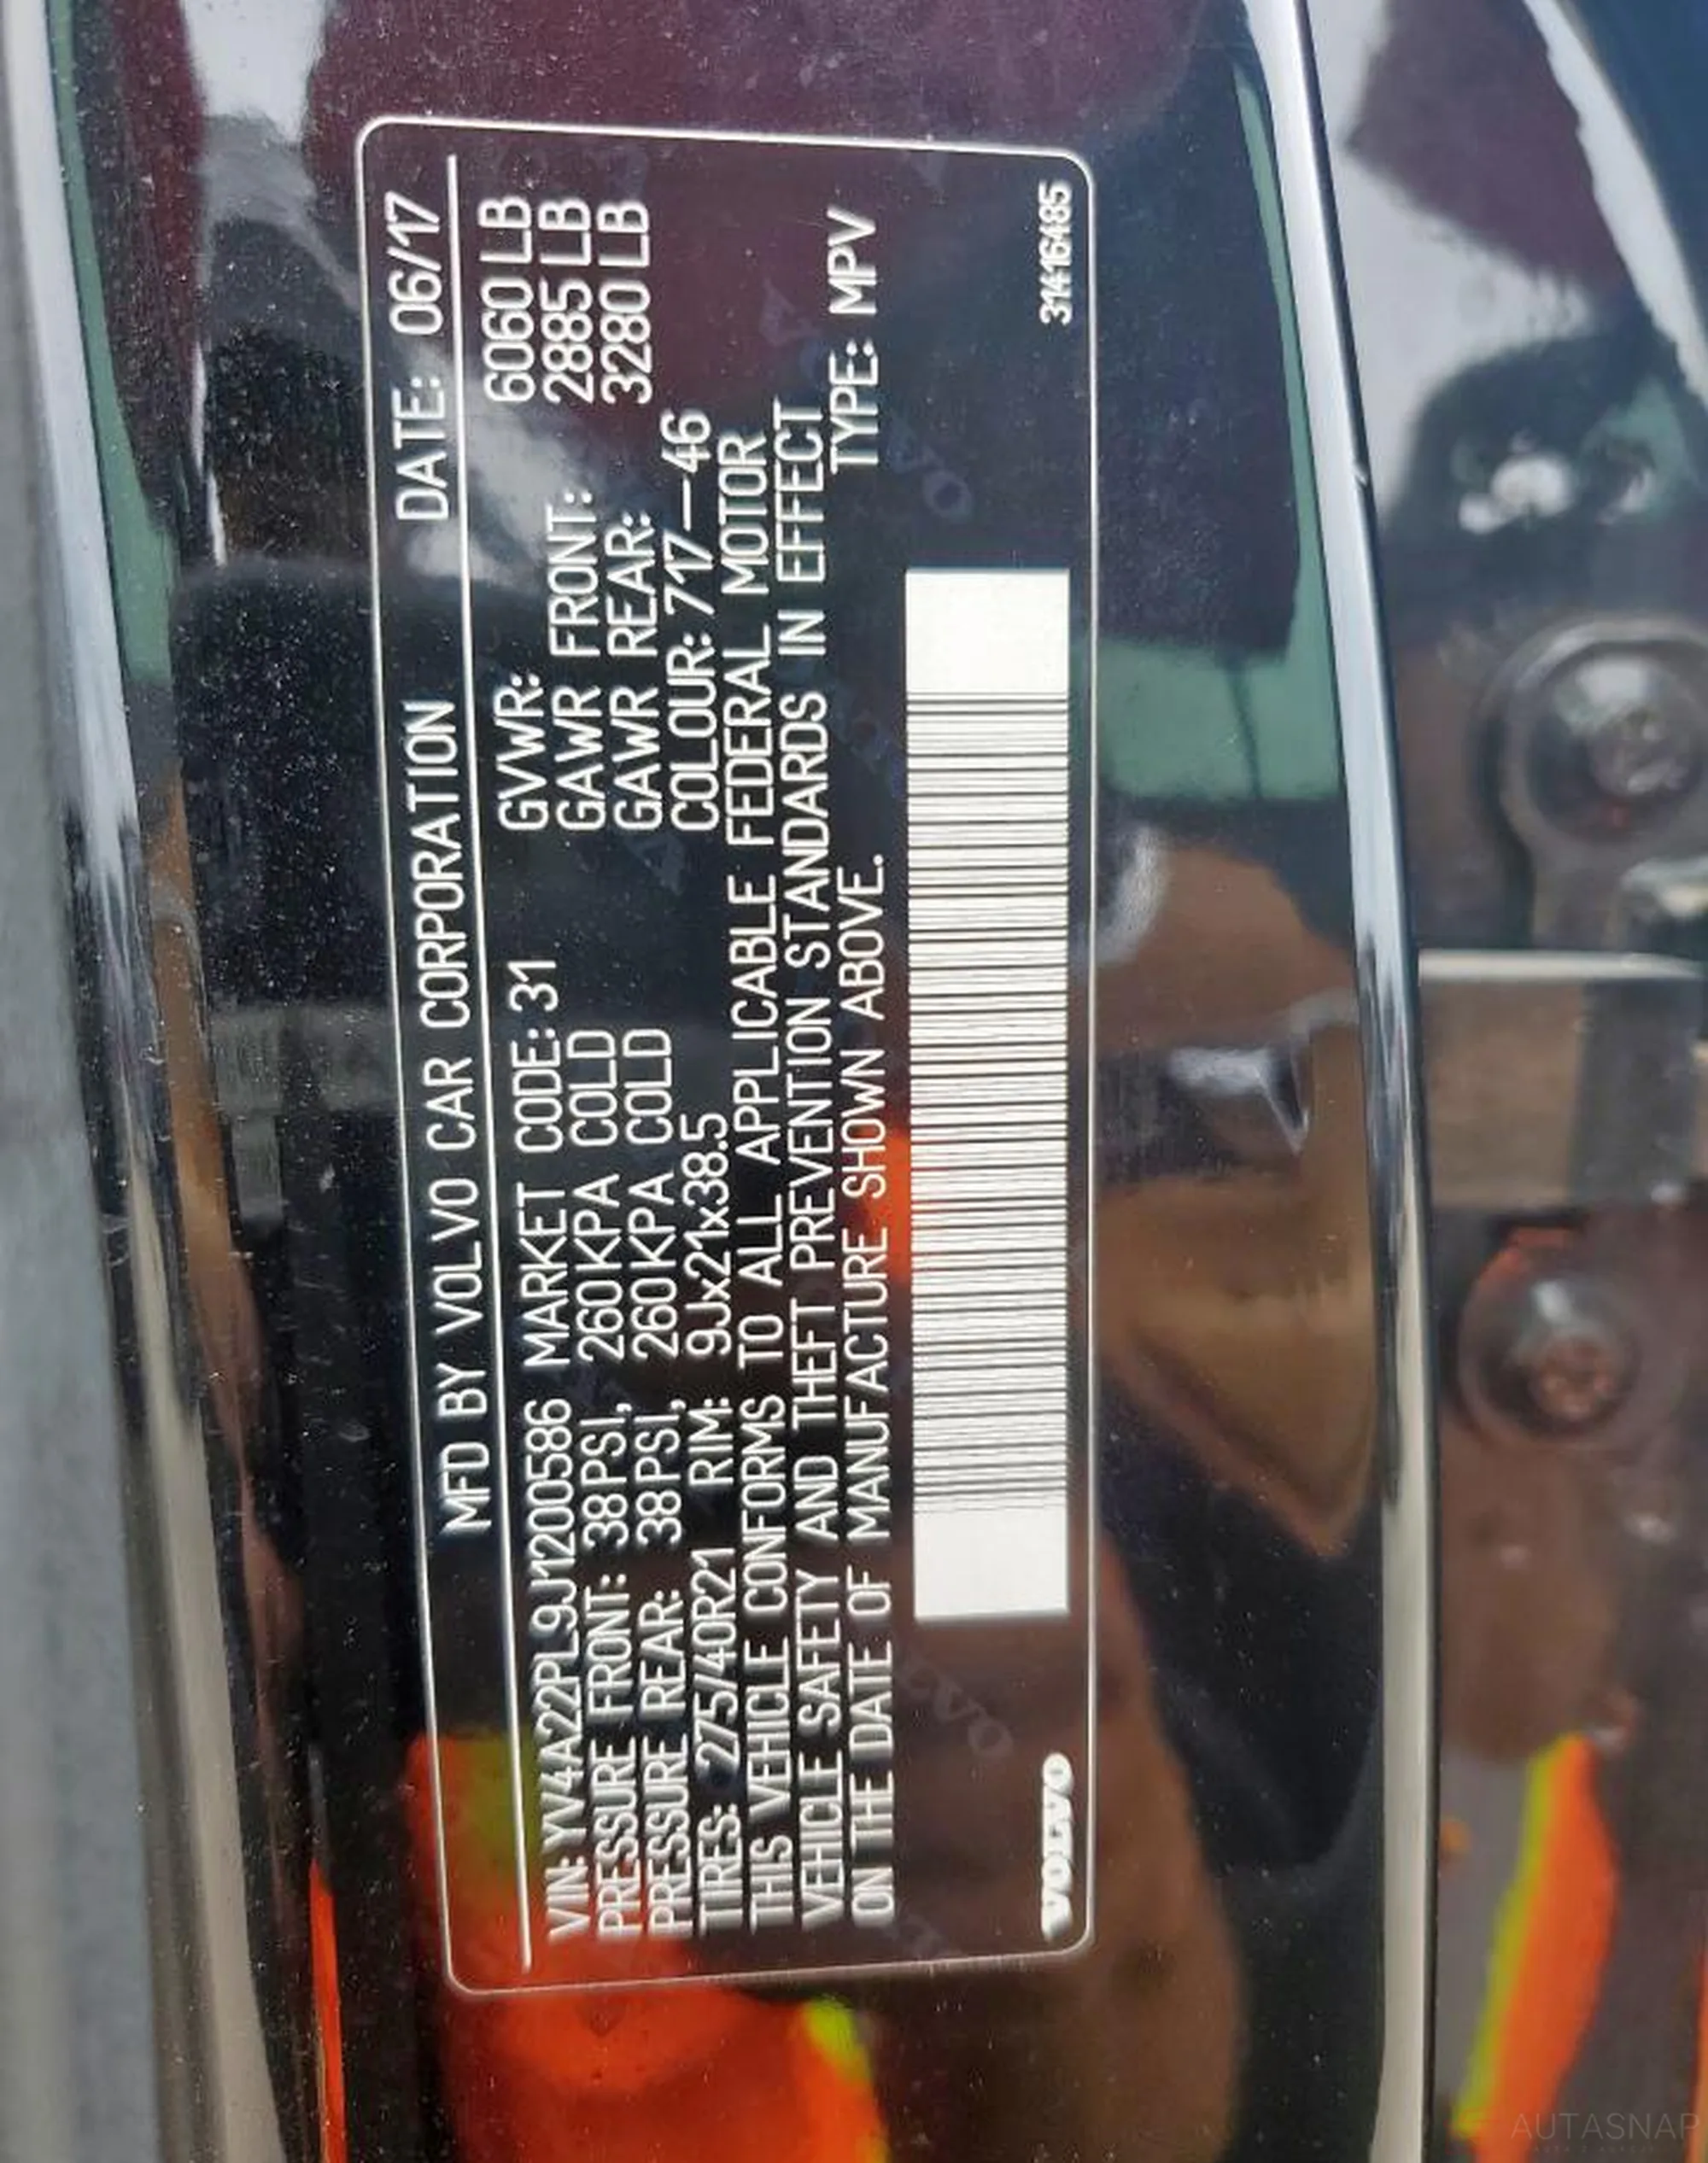 MFD BY VOLVO CAR CORPORATION DATE: 06/17
VIN: YV4A22PL9J1200586 MARKET CODE: 31 GVWR: 6060 LB
PRESSURE FRONT: 38PSI, 260KPA COLD GAWR FRONT: 2885 LB
PRESSURE REAR: 38PSI, 260KPA COLD GAWR REAR: 3280 LB
TIRES: 275/40R21 RIM: 9Jx21x38.5 COLOUR: 717—46
THIS VEHICLE CONFORMS TO ALL APPLICABLE FEDERAL MOTOR
VEHICLE SAFETY AND THEFT PREVENTION STANDARDS IN EFFECT
ON THE DATE OF MANUFACTURE SHOWN ABOVE. TYPE: MPV
VOLVO 31416485
AUTASNAP